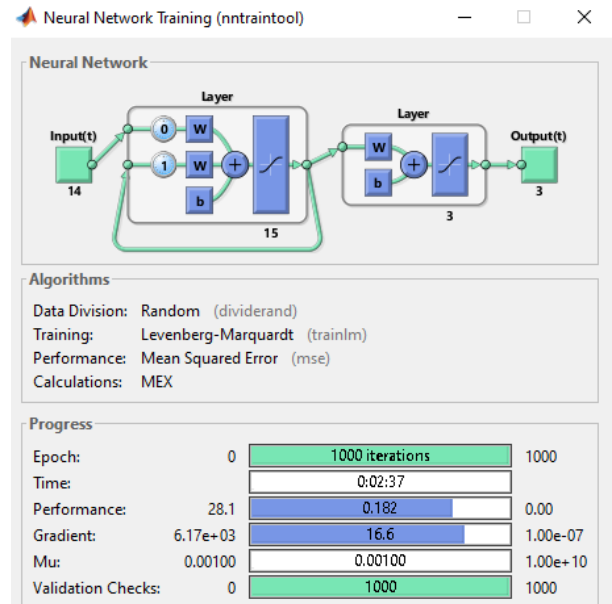 Neural Network Training (nntraintool)
Neural Network
Layer
Layer
Input(t)
Output(t)
0
W
1
W
b
+
W
b
+
14
15
3
3
Algorithms
Data Division: Random (dividerand)
Training: Levenberg-Marquardt (trainlm)
Performance: Mean Squared Error (mse)
Calculations: MEX
Progress
Epoch: 0 1000 iterations 1000
Time: 0:02:37
Performance: 28.1 0.182 0.00
Gradient: 6.17e+03 16.6 1.00e-07
Mu: 0.00100 0.00100 1.00e+10
Validation Checks: 0 1000 1000